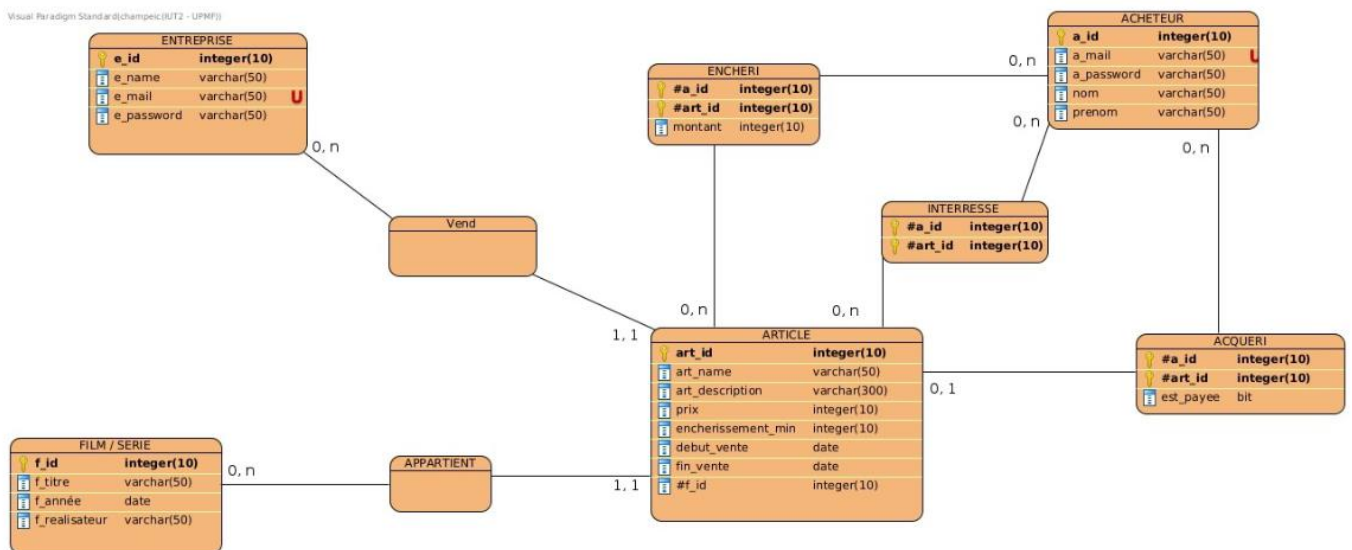 Visual Paradigm Standard(champeic(IUT2 - UPMF))
ENTREPRISE
e_id integer(10)
e_name varchar(50)
e_mail varchar(50) U
e_password varchar(50)
0, n
Vend
1, 1
ENCHERI
#a_id integer(10)
#art_id integer(10)
montant integer(10)
0, n
0, n
ACHETEUR
a_id integer(10)
a_mail varchar(50) U
a_password varchar(50)
nom varchar(50)
prenom varchar(50)
0, n
0, n
INTERRESSE
#a_id integer(10)
#art_id integer(10)
0, n
ARTICLE
art_id integer(10)
art_name varchar(50)
art_description varchar(300)
prix integer(10)
encherissement_min integer(10)
debut_vente date
fin_vente date
#f_id integer(10)
0, 1
ACQUERI
#a_id integer(10)
#art_id integer(10)
est_payee bit
FILM / SERIE
f_id integer(10)
f_titre varchar(50)
f_année date
f_realisateur varchar(50)
0, n
APPARTIENT
1, 1